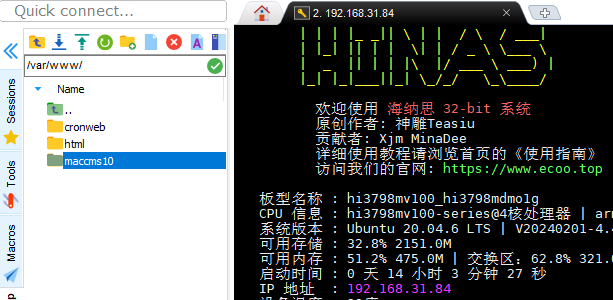 Quick connect...
2. 192.168.31.84
/var/www/
Name
..
cronweb
html
maccms10
Sessions
Tools
Macros
HINAS
欢迎使用 海纳思 32-bit 系统
原创作者: 神雕Teasiu
贡献者: Xjm MinaDee
详细使用教程请浏览首页的《使用指南》
访问我们的官网: https://www.ecoo.top
板型名称 : hi3798mv100_hi3798mdmo1g
CPU 信息 : hi3798mv100-series@4核处理器 | arm
系统版本 : Ubuntu 20.04.6 LTS | V20240201-4.4
可用存储 : 32.8% 2151.0M
可用内存 : 51.2% 475.0M | 交换区: 62.8% 321.0
启动时间 : 0 天 14 小时 3 分钟 27 秒
IP 地址 : 192.168.31.84